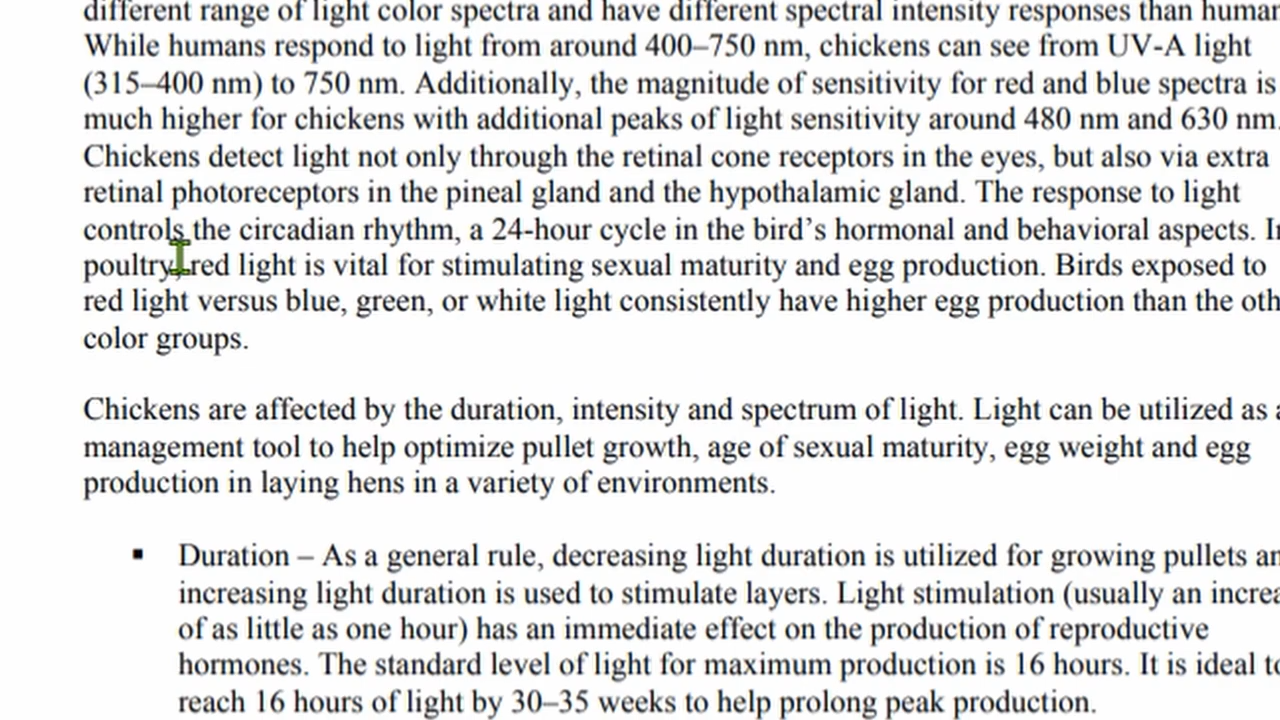 different range of light color spectra and have different spectral intensity responses than human
While humans respond to light from around 400–750 nm, chickens can see from UV-A light
(315–400 nm) to 750 nm. Additionally, the magnitude of sensitivity for red and blue spectra is
much higher for chickens with additional peaks of light sensitivity around 480 nm and 630 nm.
Chickens detect light not only through the retinal cone receptors in the eyes, but also via extra
retinal photoreceptors in the pineal gland and the hypothalamic gland. The response to light
controls the circadian rhythm, a 24-hour cycle in the bird’s hormonal and behavioral aspects. In
poultry, red light is vital for stimulating sexual maturity and egg production. Birds exposed to
red light versus blue, green, or white light consistently have higher egg production than the oth
color groups.
Chickens are affected by the duration, intensity and spectrum of light. Light can be utilized as a
management tool to help optimize pullet growth, age of sexual maturity, egg weight and egg
production in laying hens in a variety of environments.
▪ Duration – As a general rule, decreasing light duration is utilized for growing pullets an
increasing light duration is used to stimulate layers. Light stimulation (usually an increa
of as little as one hour) has an immediate effect on the production of reproductive
hormones. The standard level of light for maximum production is 16 hours. It is ideal to
reach 16 hours of light by 30–35 weeks to help prolong peak production.